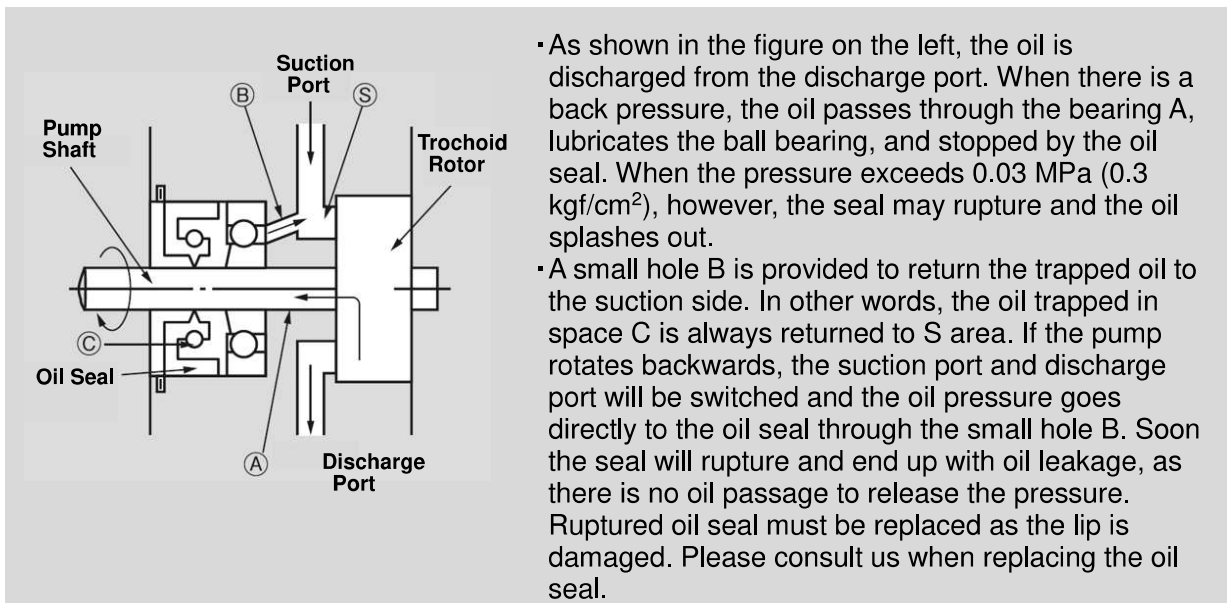 Suction
Port
Ⓑ
Ⓢ
Pump
Shaft
Trochoid
Rotor
Ⓒ
Oil Seal
Ⓐ
Discharge
Port
·As shown in the figure on the left, the oil is
discharged from the discharge port. When there is a
back pressure, the oil passes through the bearing A,
lubricates the ball bearing, and stopped by the oil
seal. When the pressure exceeds 0.03 MPa (0.3
kgf/cm²), however, the seal may rupture and the oil
splashes out.
·A small hole B is provided to return the trapped oil to
the suction side. In other words, the oil trapped in
space C is always returned to S area. If the pump
rotates backwards, the suction port and discharge
port will be switched and the oil pressure goes
directly to the oil seal through the small hole B. Soon
the seal will rupture and end up with oil leakage, as
there is no oil passage to release the pressure.
Ruptured oil seal must be replaced as the lip is
damaged. Please consult us when replacing the oil
seal.